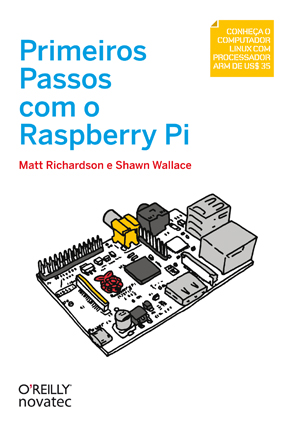 CONHEÇA O
COMPUTADOR
LINUX COM
PROCESSADOR
ARM DE US$ 35
Primeiros
Passos
com o
Raspberry Pi
Matt Richardson e Shawn Wallace
O'REILLY
novatec